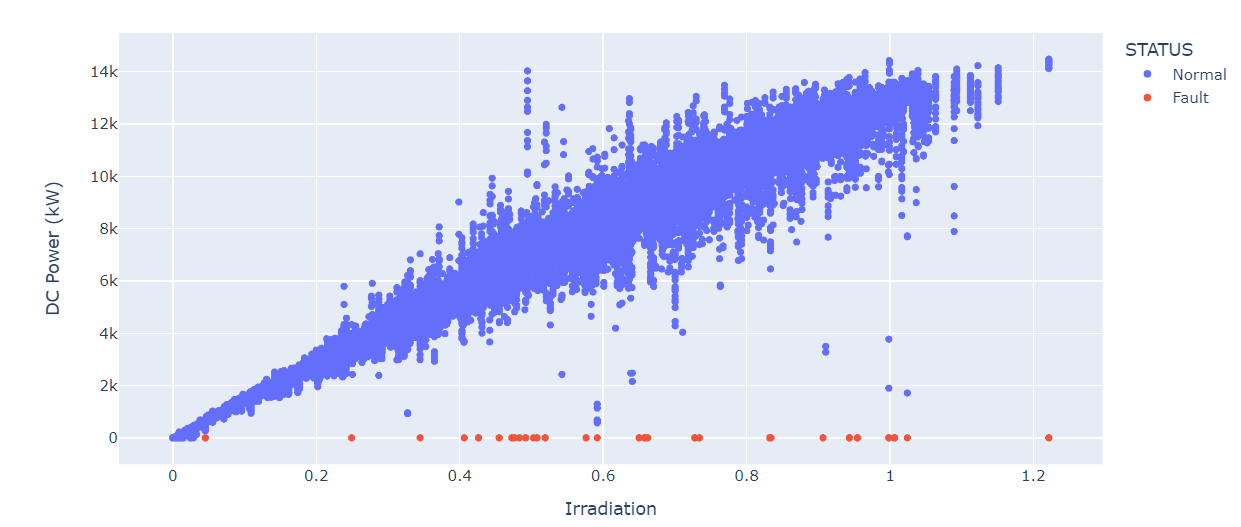 STATUS
Normal
Fault
DC Power (kW)
14k
12k
10k
8k
6k
4k
2k
0
0 0.2 0.4 0.6 0.8 1 1.2
Irradiation